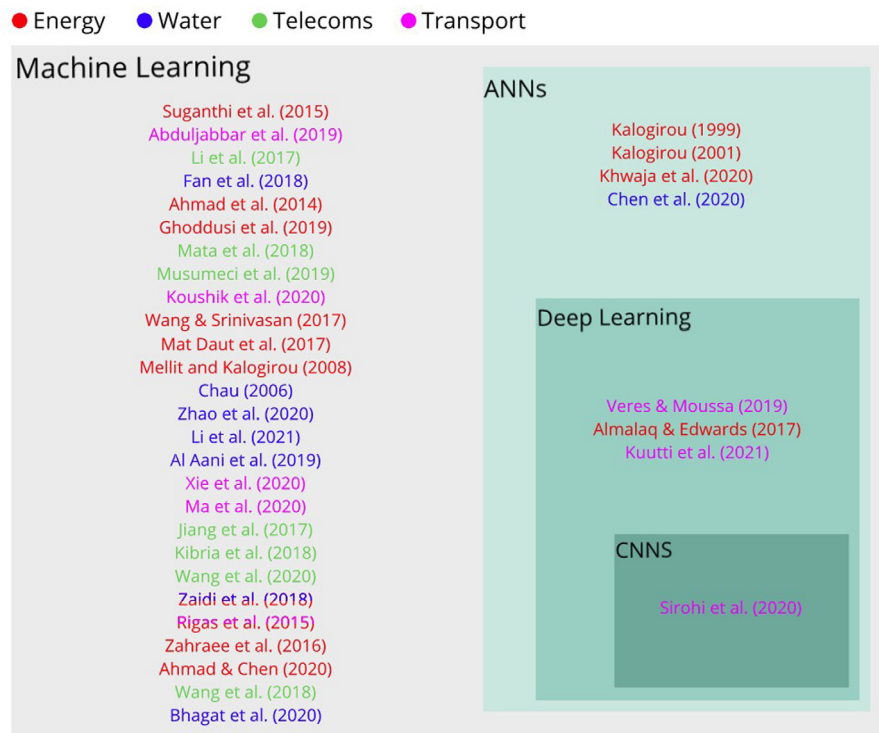 Energy Water Telecoms Transport
Machine Learning
Suganthi et al. (2015)
Abduljabbar et al. (2019)
Li et al. (2017)
Fan et al. (2018)
Ahmad et al. (2014)
Ghoddusi et al. (2019)
Mata et al. (2018)
Musumeci et al. (2019)
Koushik et al. (2020)
Wang & Srinivasan (2017)
Mat Daut et al. (2017)
Mellit and Kalogirou (2008)
Chau (2006)
Zhao et al. (2020)
Li et al. (2021)
Al Aani et al. (2019)
Xie et al. (2020)
Ma et al. (2020)
Jiang et al. (2017)
Kibria et al. (2018)
Wang et al. (2020)
Zaidi et al. (2018)
Rigas et al. (2015)
Zahraee et al. (2016)
Ahmad & Chen (2020)
Wang et al. (2018)
Bhagat et al. (2020)
ANNs
Kalogirou (1999)
Kalogirou (2001)
Khwaja et al. (2020)
Chen et al. (2020)
Deep Learning
Veres & Moussa (2019)
Almalaq & Edwards (2017)
Kuutti et al. (2021)
CNNS
Sirohi et al. (2020)